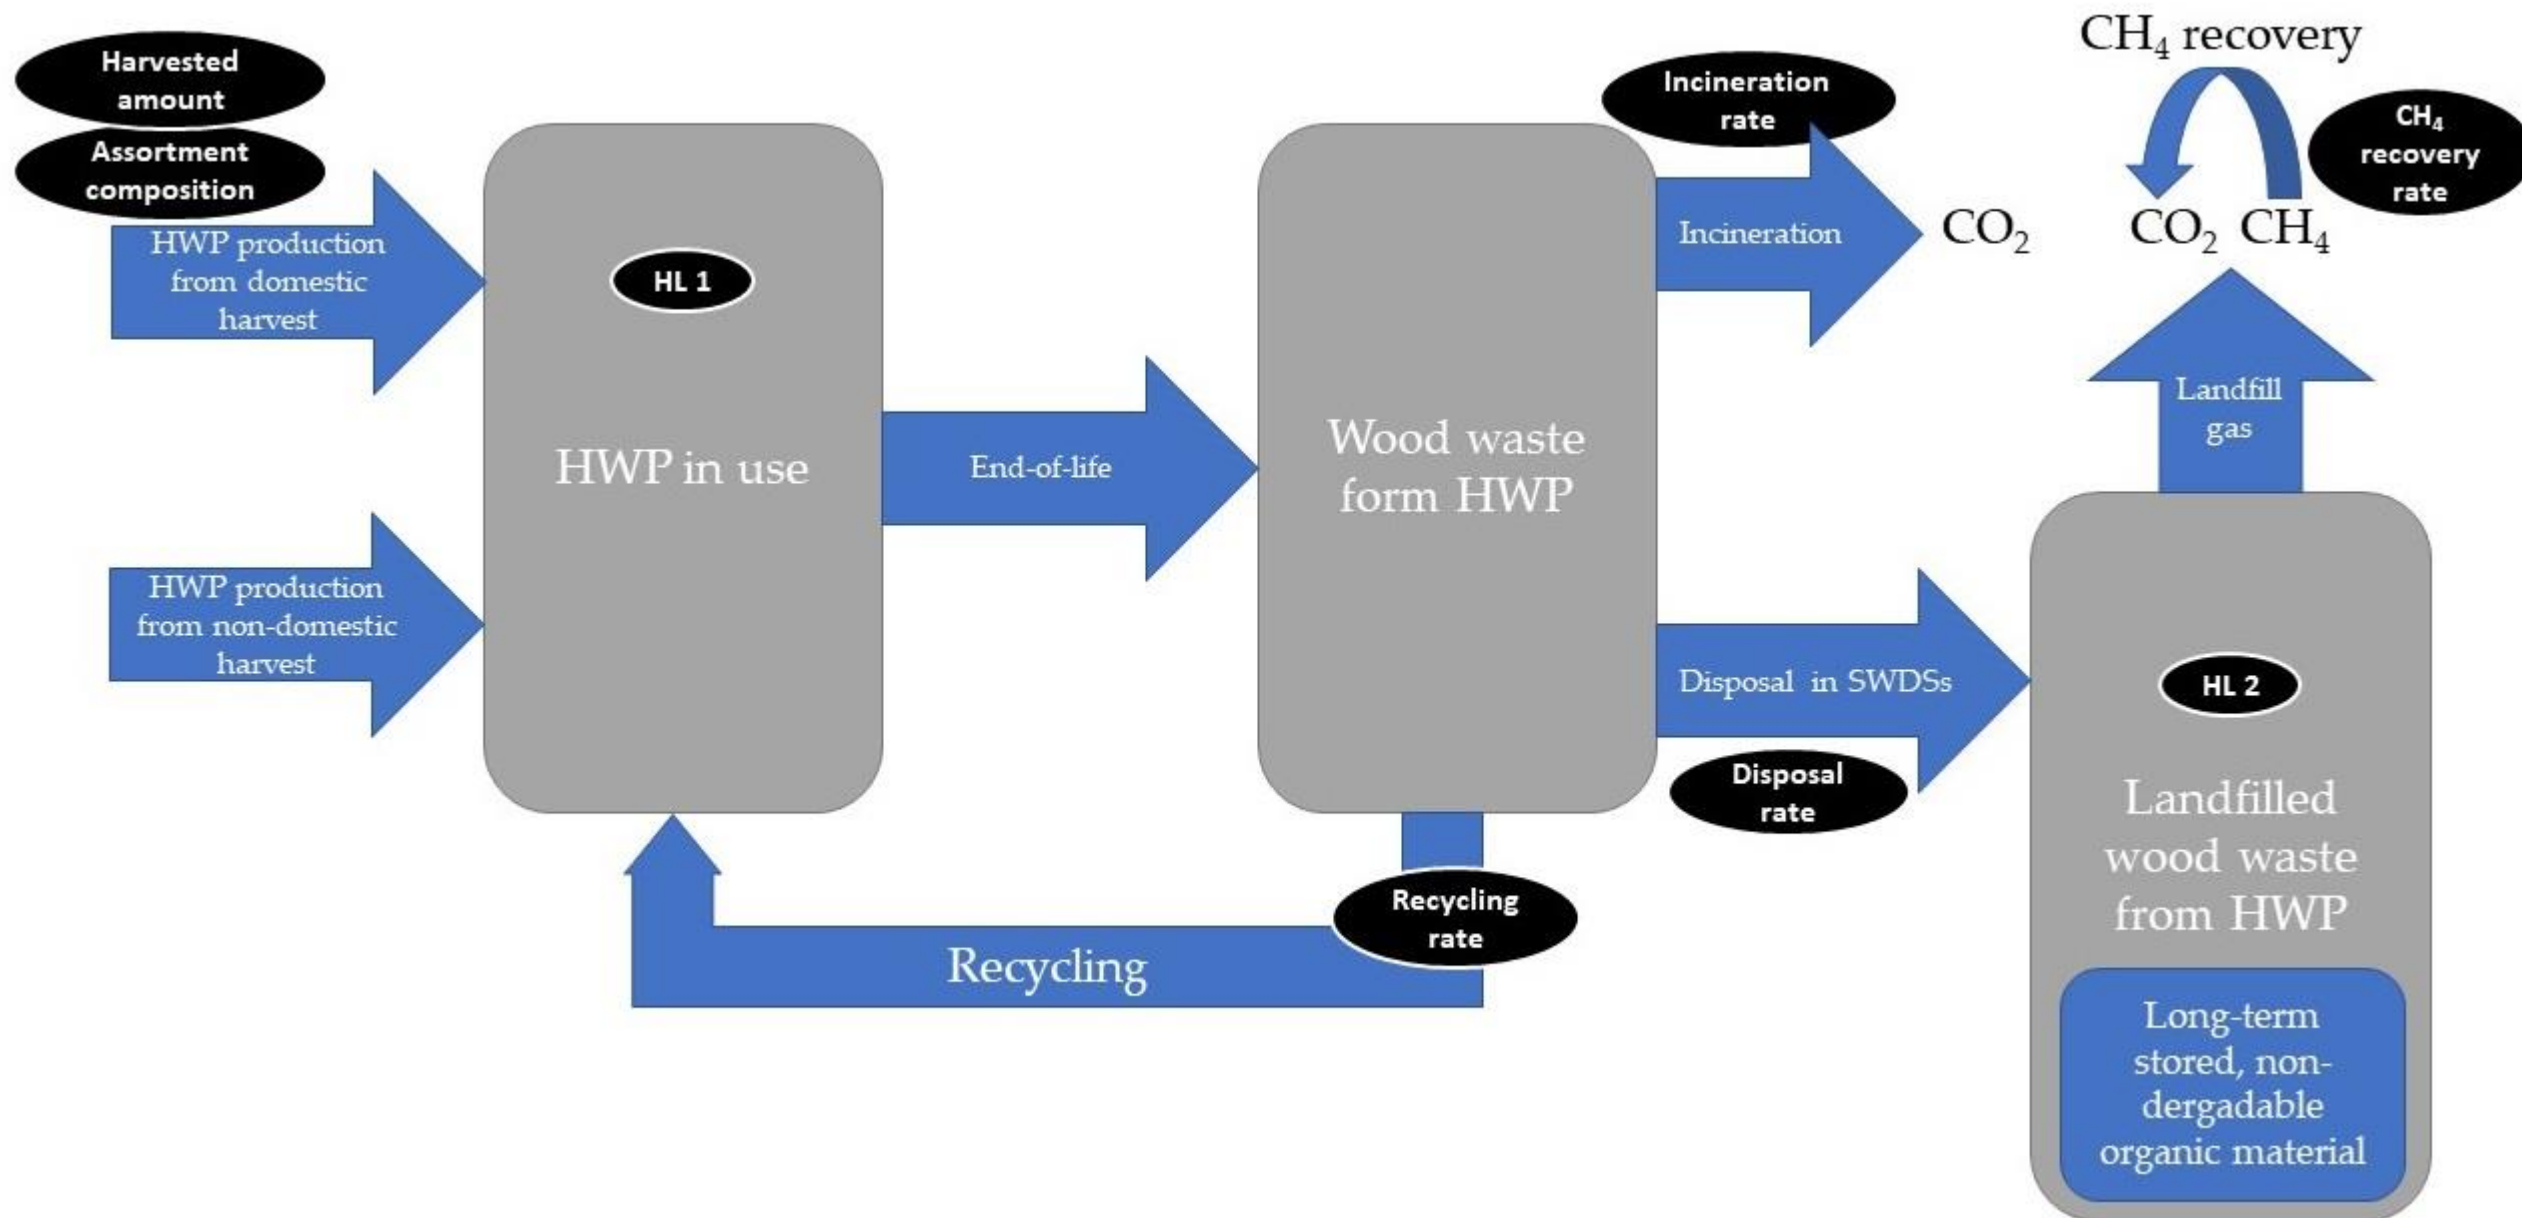 Harvested
amount
Assortment
composition
HWP production
from domestic
harvest
HWP production
from non-domestic
harvest
HL 1
HWP in use
End-of-life
Wood waste
form HWP
Incineration
rate
Incineration
CO₂
CH₄ recovery
CH₄
recovery
rate
CO₂ CH₄
Landfill
gas
Disposal in SWDSs
Disposal
rate
HL 2
Landfilled
wood waste
from HWP
Long-term
stored, non-
dergadable
organic material
Recycling
rate
Recycling